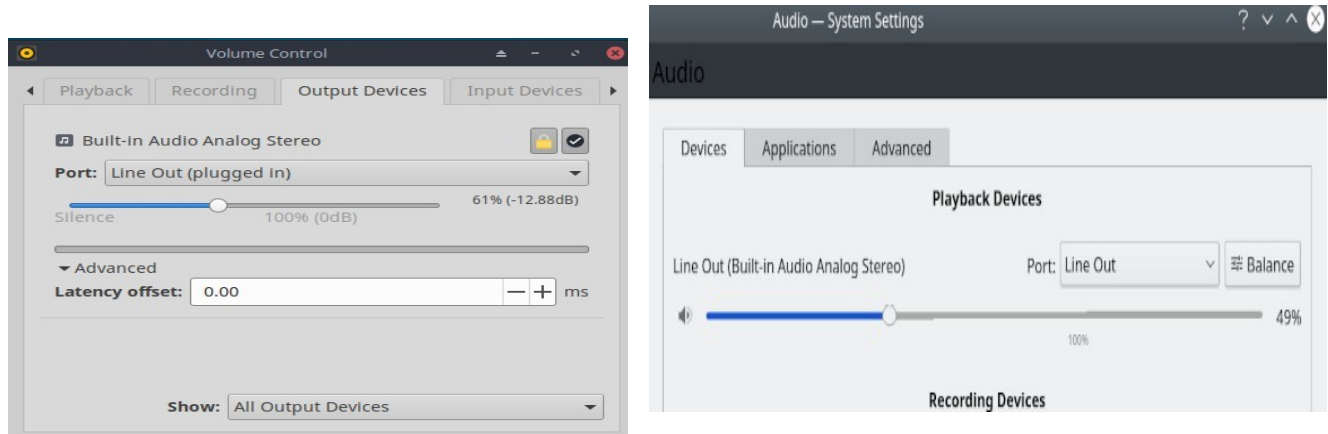 Volume Control
Playback Recording Output Devices Input Devices
Built-in Audio Analog Stereo
Port: Line Out (plugged in)
61% (-12.88dB)
Silence 100% (0dB)
Advanced
Latency offset: 0.00 ms
Show: All Output Devices
Audio — System Settings
Audio
Devices Applications Advanced
Playback Devices
Line Out (Built-in Audio Analog Stereo) Port: Line Out Balance
49%
100%
Recording Devices